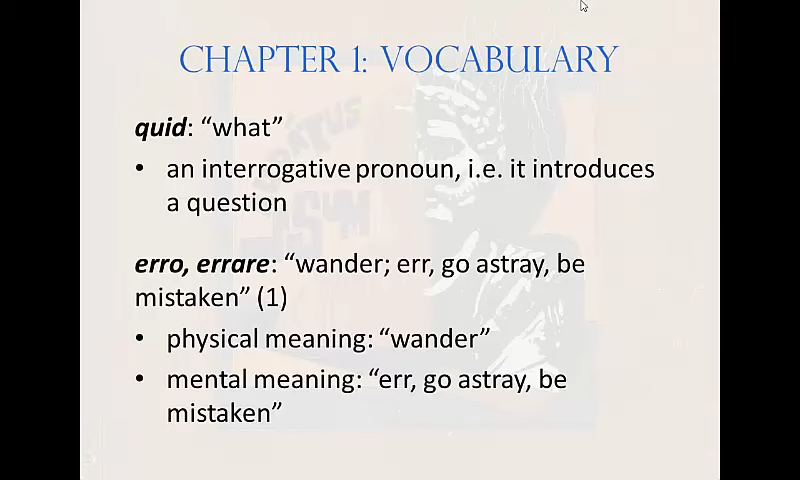 CHAPTER 1: VOCABULARY
quid: “what”
• an interrogative pronoun, i.e. it introduces
a question
erro, errare: “wander; err, go astray, be
mistaken” (1)
• physical meaning: “wander”
• mental meaning: “err, go astray, be
mistaken”